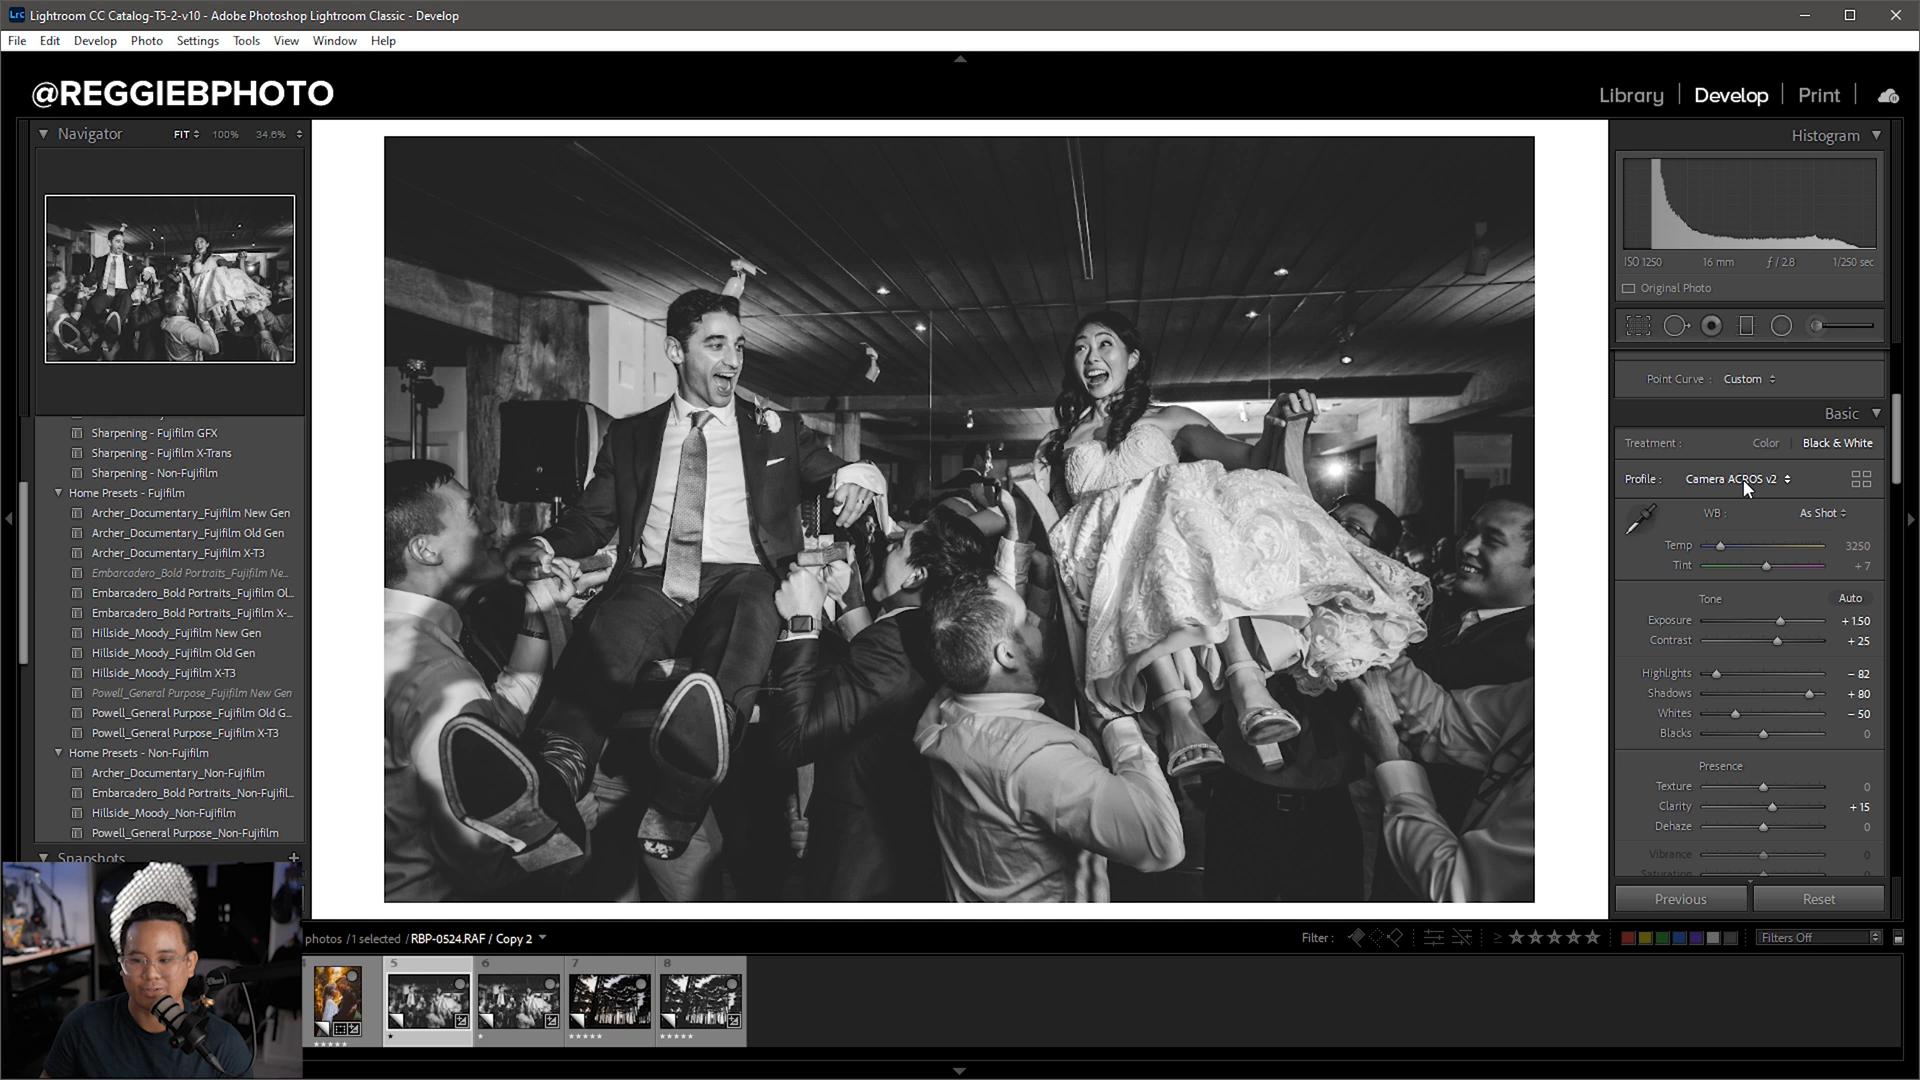 Lrc Lightroom CC Catalog-T5-2-v10 - Adobe Photoshop Lightroom Classic - Develop
File Edit Develop Photo Settings Tools View Window Help
@REGGIEBPHOTO
Library | Develop | Print |
Navigator FIT 100% 34.6%
Sharpening - Fujifilm GFX
Sharpening - Fujifilm X-Trans
Sharpening - Non-Fujifilm
Home Presets - Fujifilm
Archer_Documentary_Fujifilm New Gen
Archer_Documentary_Fujifilm Old Gen
Archer_Documentary_Fujifilm X-T3
Embarcadero_Bold Portraits_Fujifilm Ne...
Embarcadero_Bold Portraits_Fujifilm Ol...
Embarcadero_Bold Portraits_Fujifilm X-...
Hillside_Moody_Fujifilm New Gen
Hillside_Moody_Fujifilm Old Gen
Hillside_Moody_Fujifilm X-T3
Powell_General Purpose_Fujifilm New Gen
Powell_General Purpose_Fujifilm Old G...
Powell_General Purpose_Fujifilm X-T3
Home Presets - Non-Fujifilm
Archer_Documentary_Non-Fujifilm
Embarcadero_Bold Portraits_Non-Fujifil...
Hillside_Moody_Non-Fujifilm
Powell_General Purpose_Non-Fujifilm
Snapshots +
Histogram
ISO 1250 16 mm ƒ / 2.8 1/250 sec
Original Photo
Point Curve : Custom
Basic
Treatment : Color | Black & White
Profile : Camera ACROS v2
WB : As Shot
Temp 3250
Tint + 7
Tone Auto
Exposure + 1.50
Contrast + 25
Highlights − 82
Shadows + 80
Whites − 50
Blacks 0
Presence
Texture 0
Clarity + 15
Dehaze 0
Vibrance 0
Saturation 0
Previous Reset
photos / 1 selected / RBP-0524.RAF / Copy 2
Filter : ≥ Filters Off
5 6 7 8